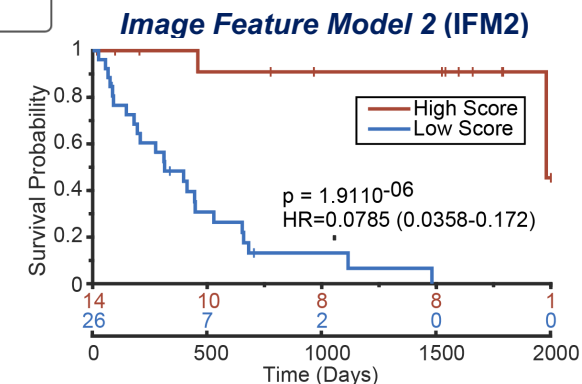 Image Feature Model 2 (IFM2)
Survival Probability
1
0.8
0.6
0.4
0.2
0
High Score
Low Score
p = 1.9110-06
HR=0.0785 (0.0358-0.172)
14 10 8 8 1
26 7 2 0 0
0 500 1000 1500 2000
Time (Days)